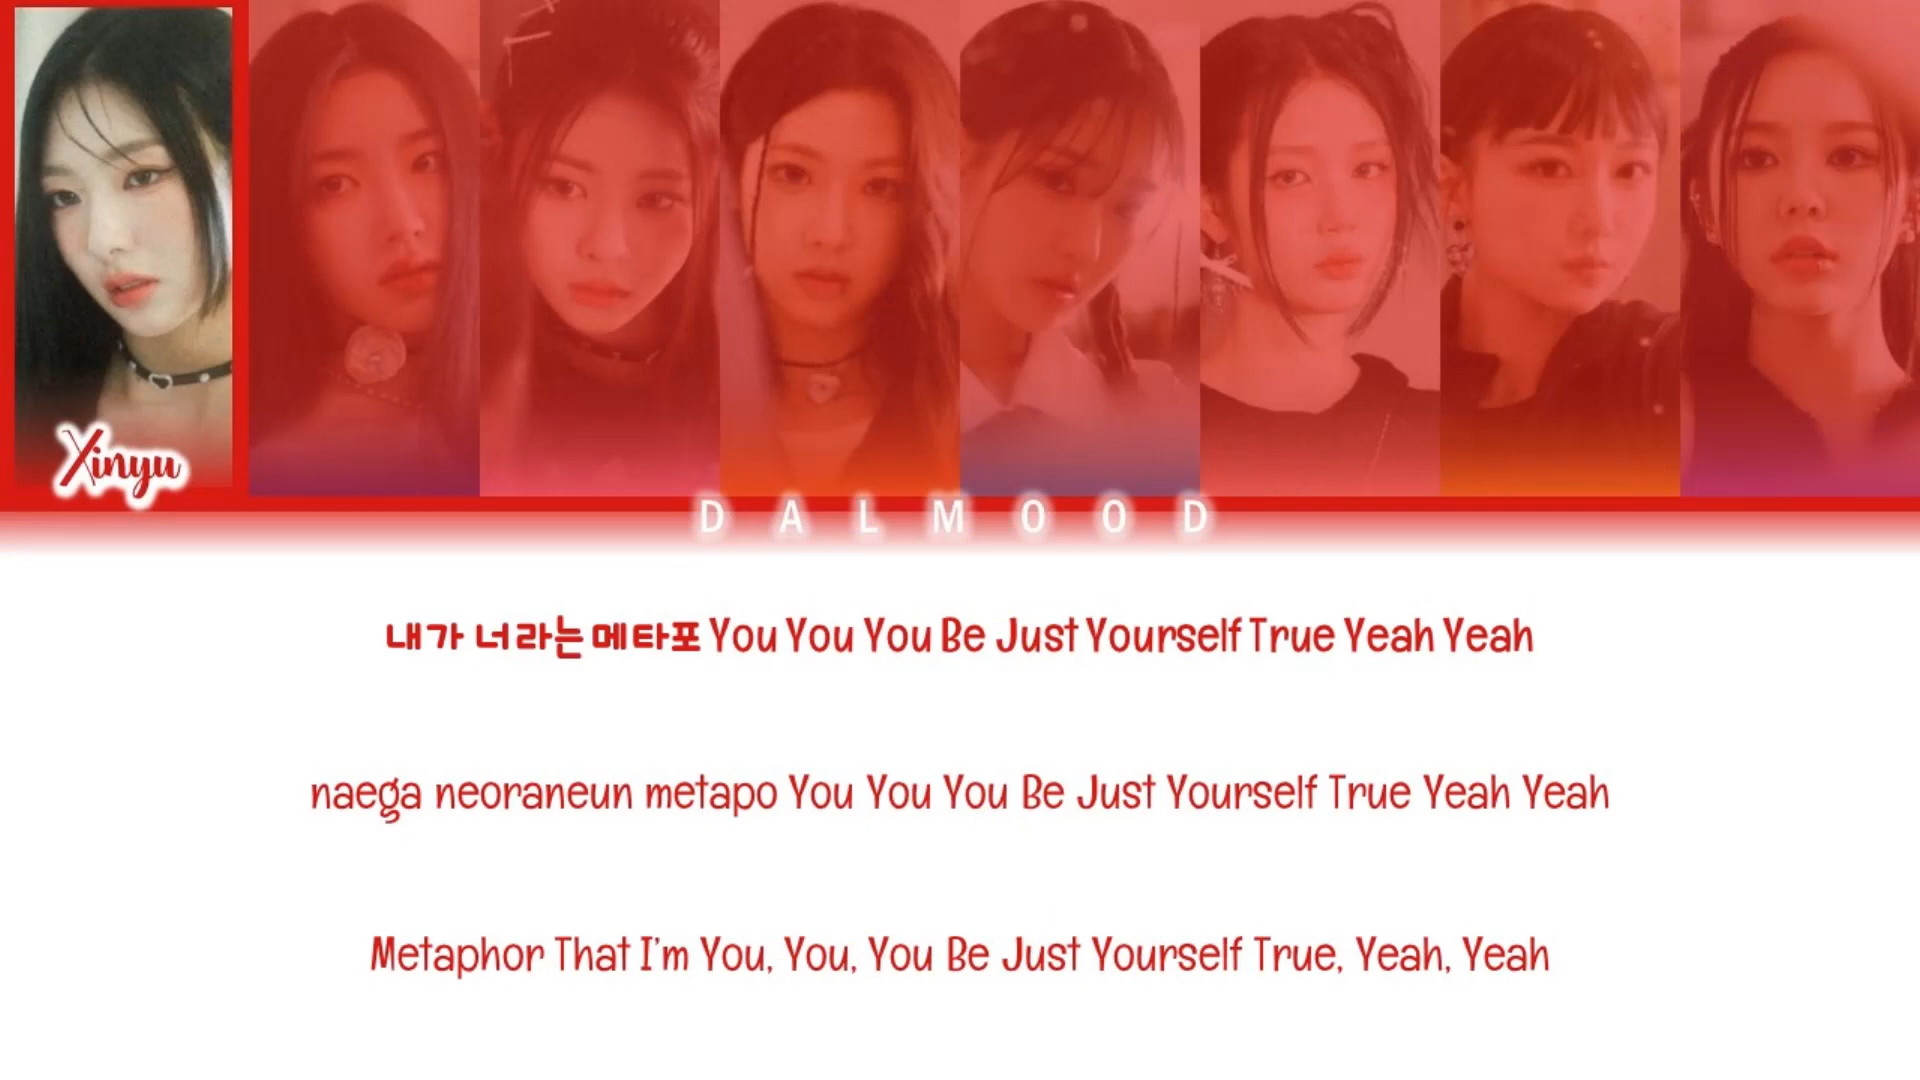 Xinyu
DALMOOD
내가 너라는 메타포 You You You Be Just Yourself True Yeah Yeah
naega neoraneun metapo You You You Be Just Yourself True Yeah Yeah
Metaphor That I'm You, You, You Be Just Yourself True, Yeah, Yeah